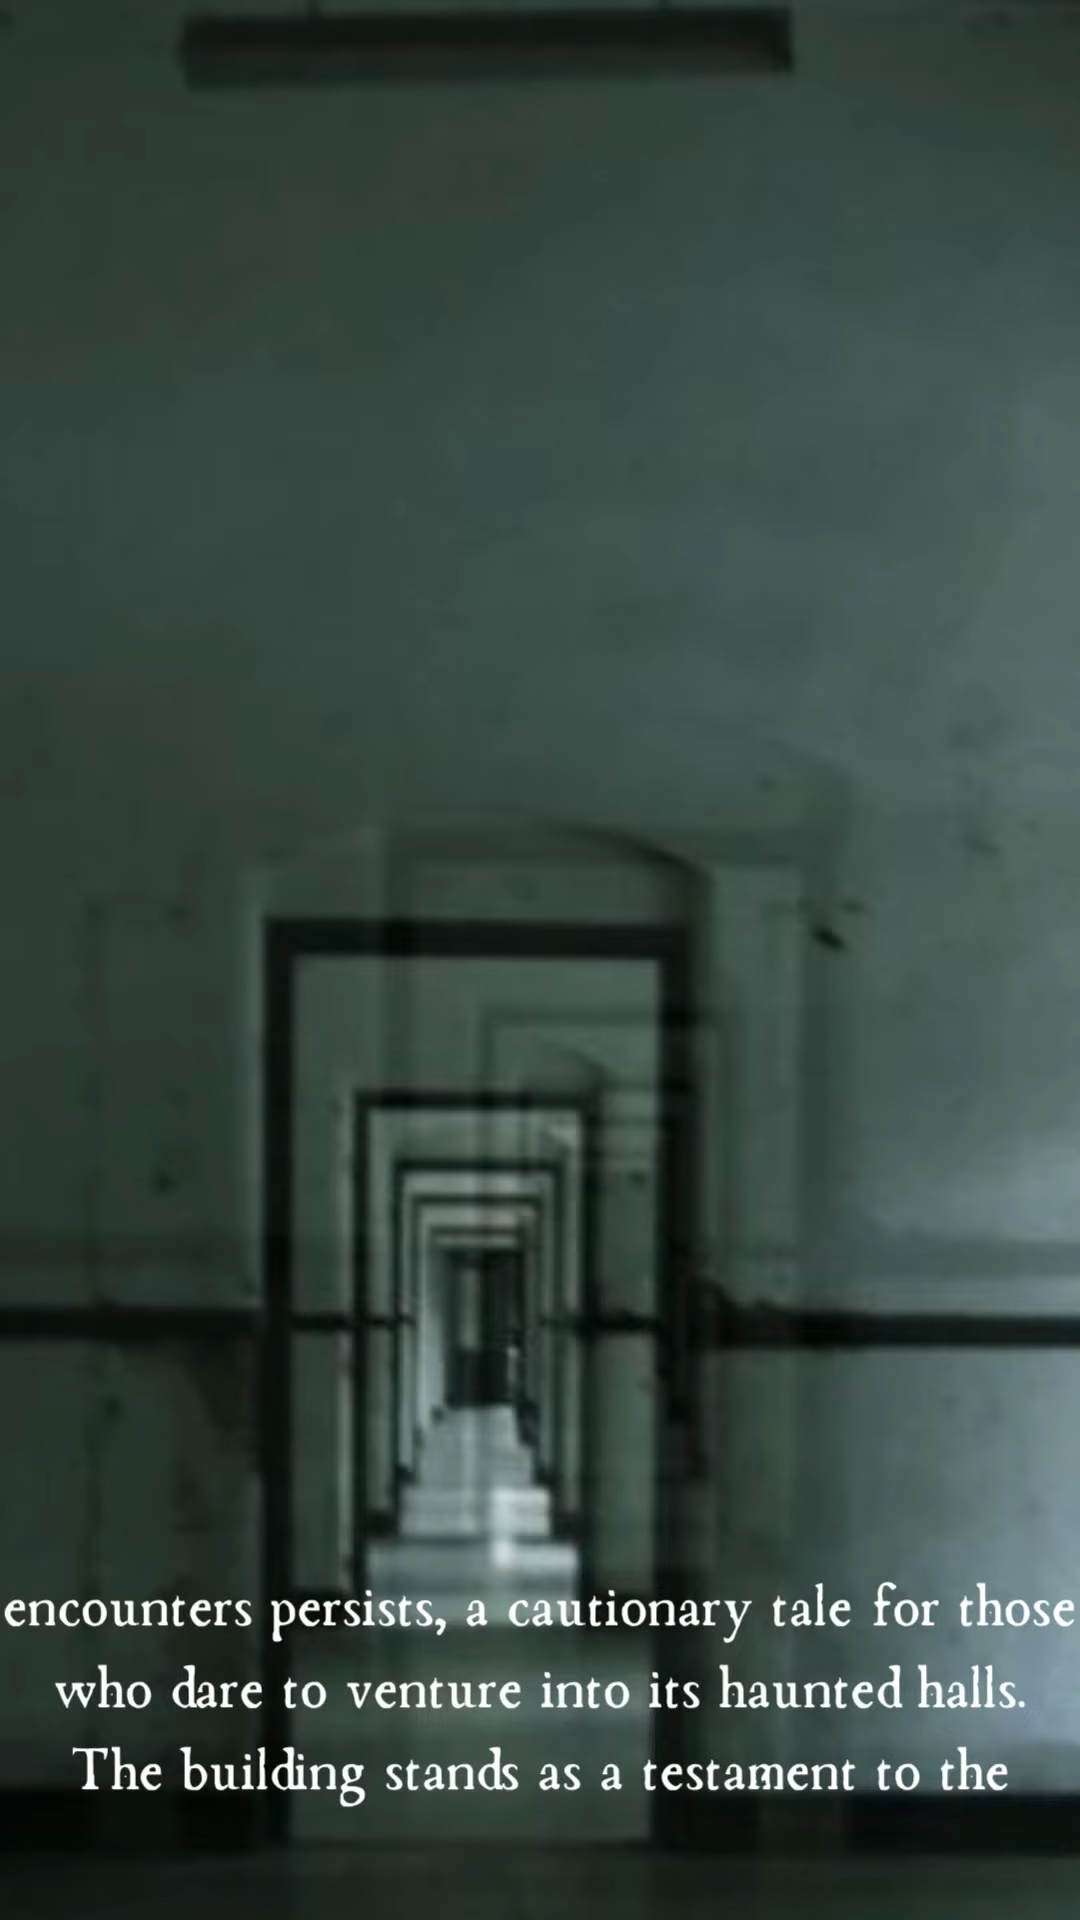 encounters persists, a cautionary tale for those
who dare to venture into its haunted halls.
The building stands as a testament to the